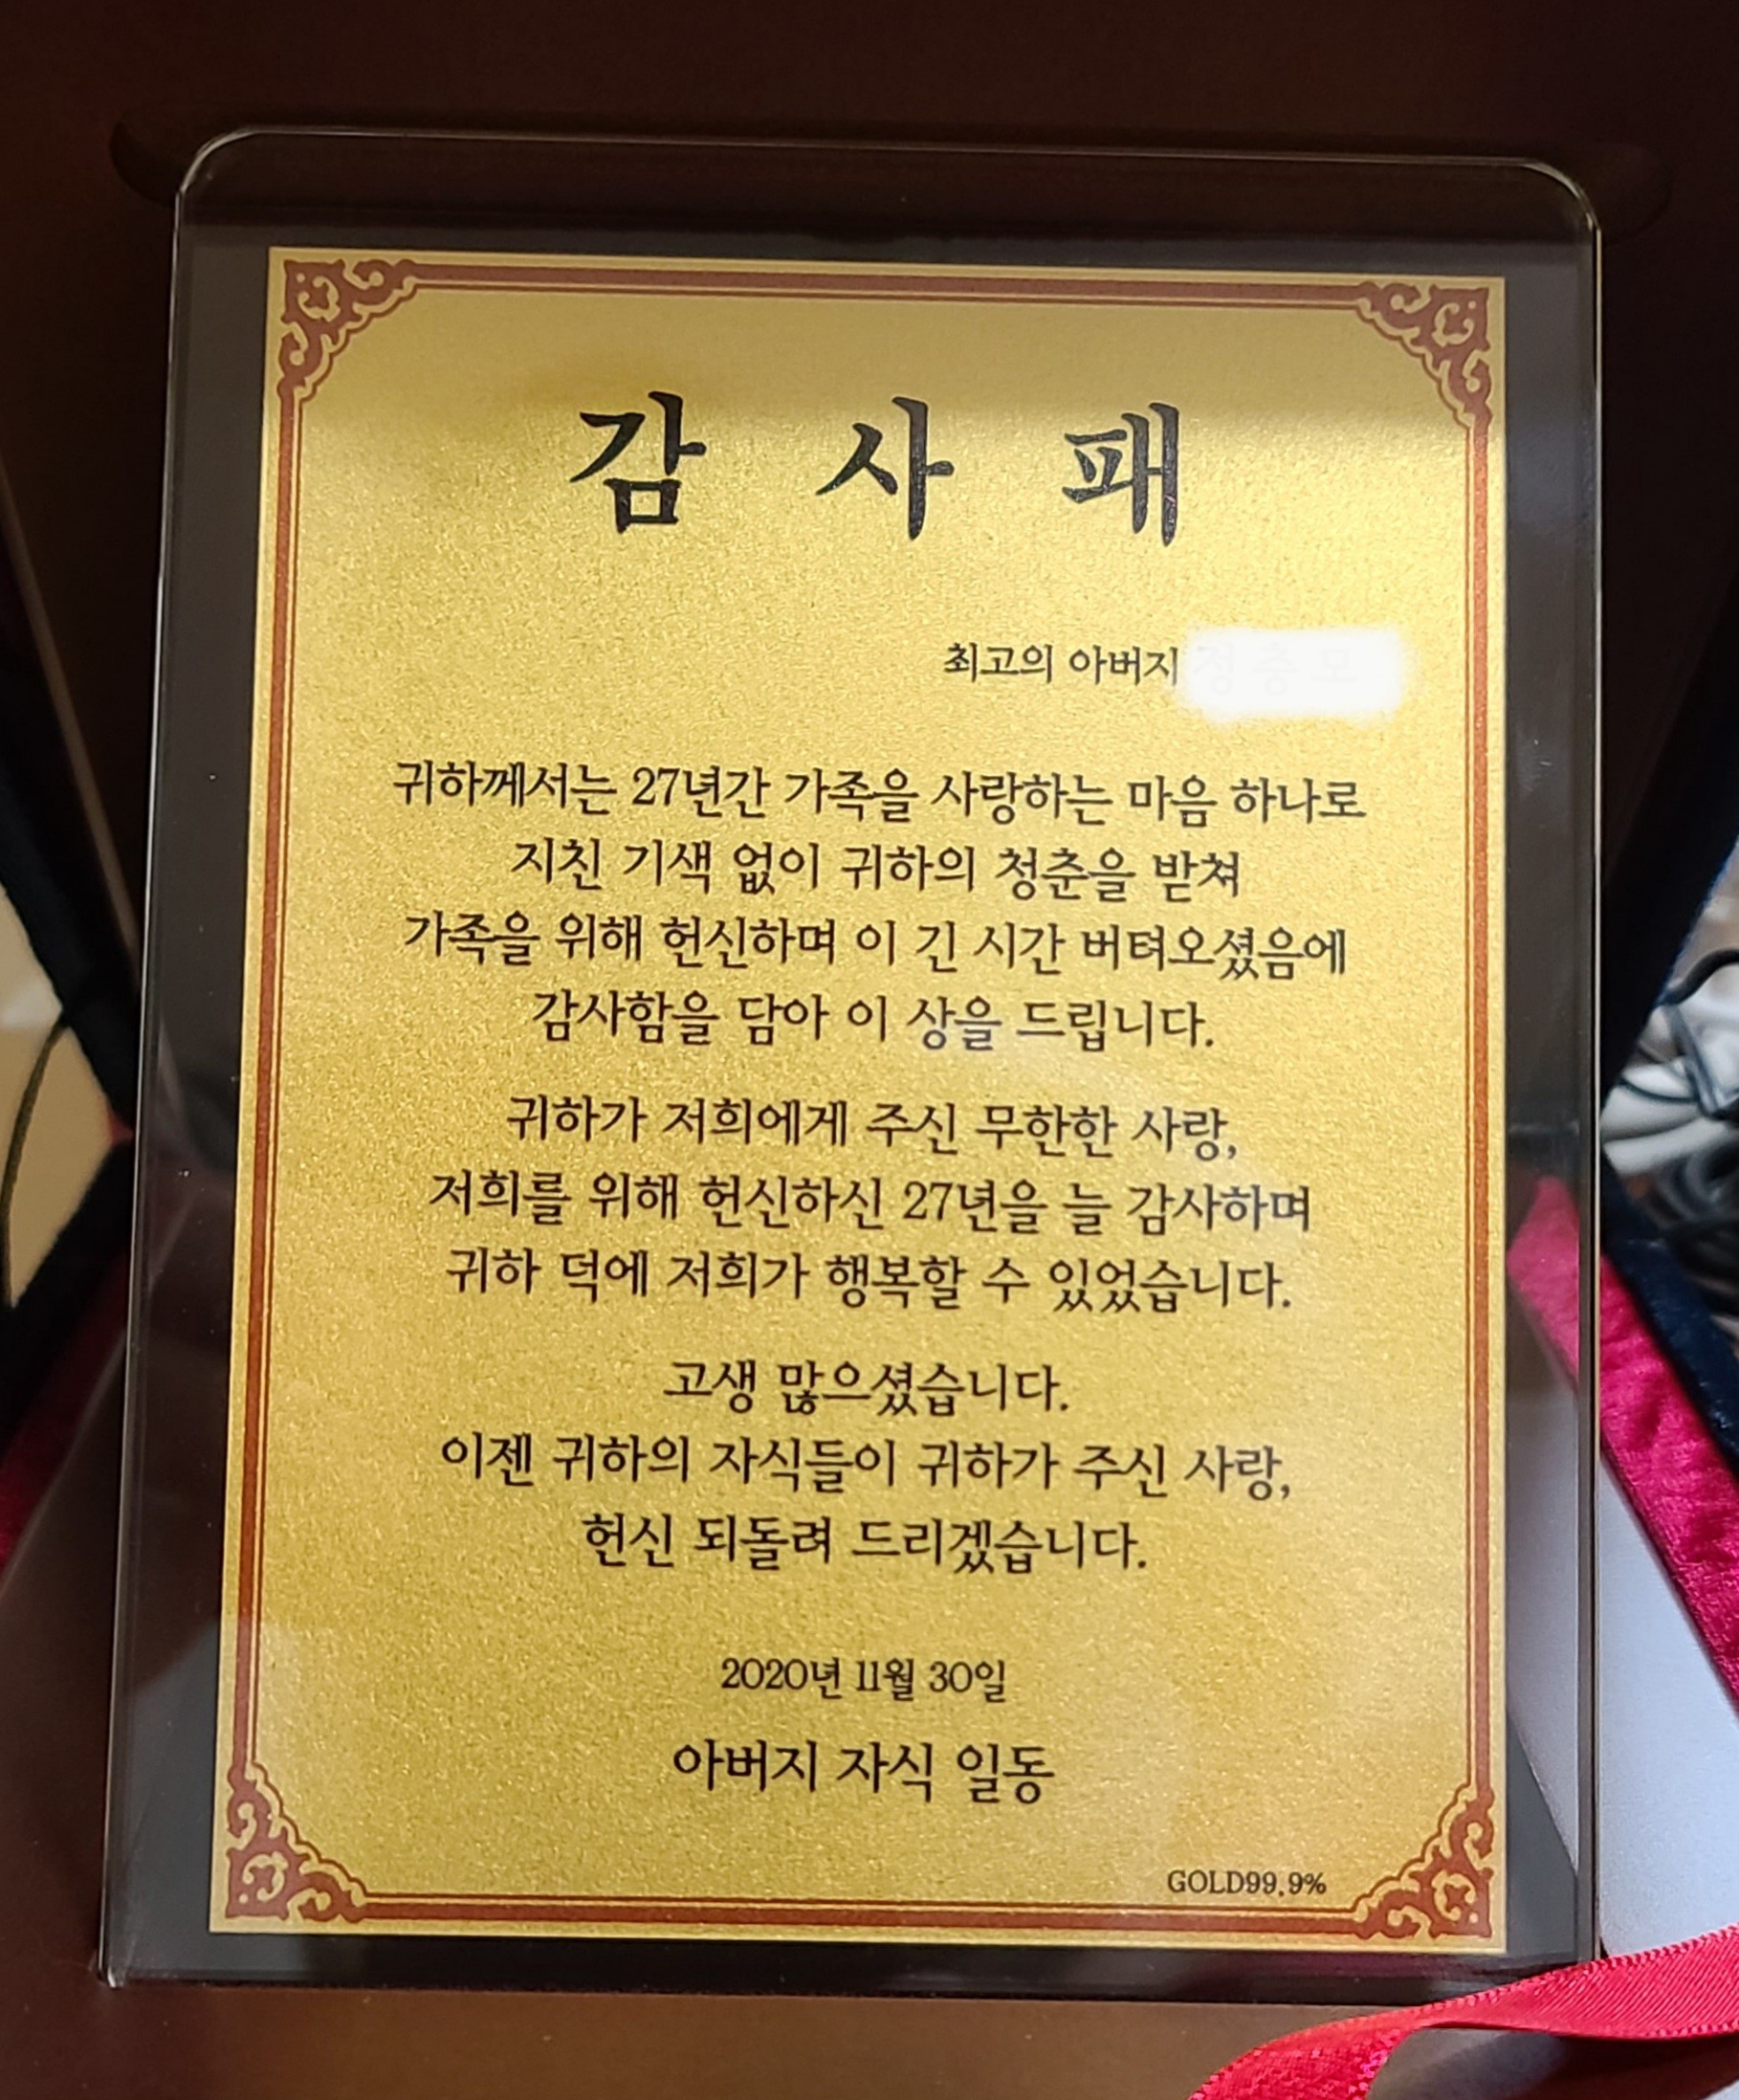 감 사 패
최고의 아버지
귀하께서는 27년간 가족을 사랑하는 마음 하나로
지친 기색 없이 귀하의 청춘을 받쳐
가족을 위해 헌신하며 이 긴 시간 버텨오셨음에
감사함을 담아 이 상을 드립니다.
귀하가 저희에게 주신 무한한 사랑,
저희를 위해 헌신하신 27년을 늘 감사하며
귀하 덕에 저희가 행복할 수 있었습니다.
고생 많으셨습니다.
이젠 귀하의 자식들이 귀하가 주신 사랑,
헌신 되돌려 드리겠습니다.
2020년 11월 30일
아버지 자식 일동
GOLD99.9%